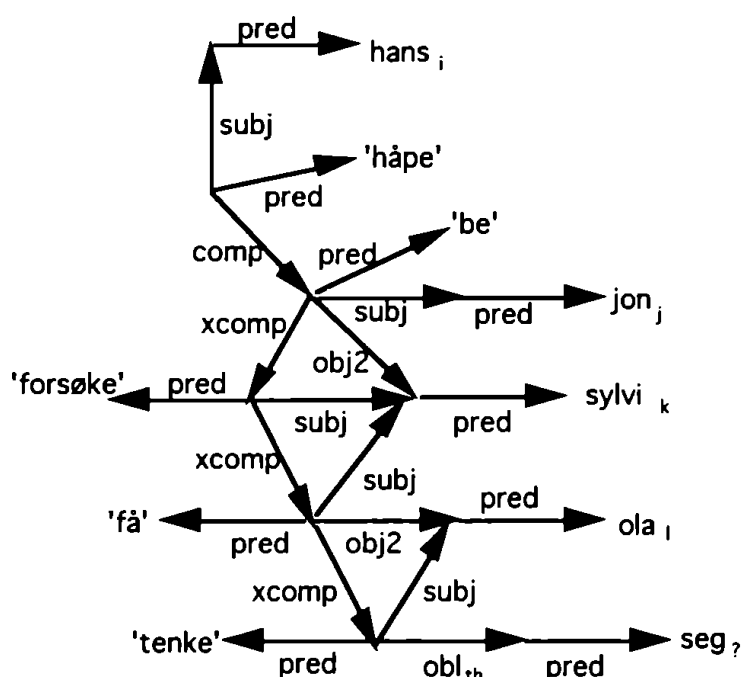 pred
hans i
subj
'håpe'
pred
'be'
comp
pred
subj
pred
jon j
xcomp
obj2
'forsøke'
pred
subj
pred
sylvi k
xcomp
subj
pred
'få'
pred
obj2
ola l
xcomp
subj
'tenke'
pred
obl th
pred
seg ?